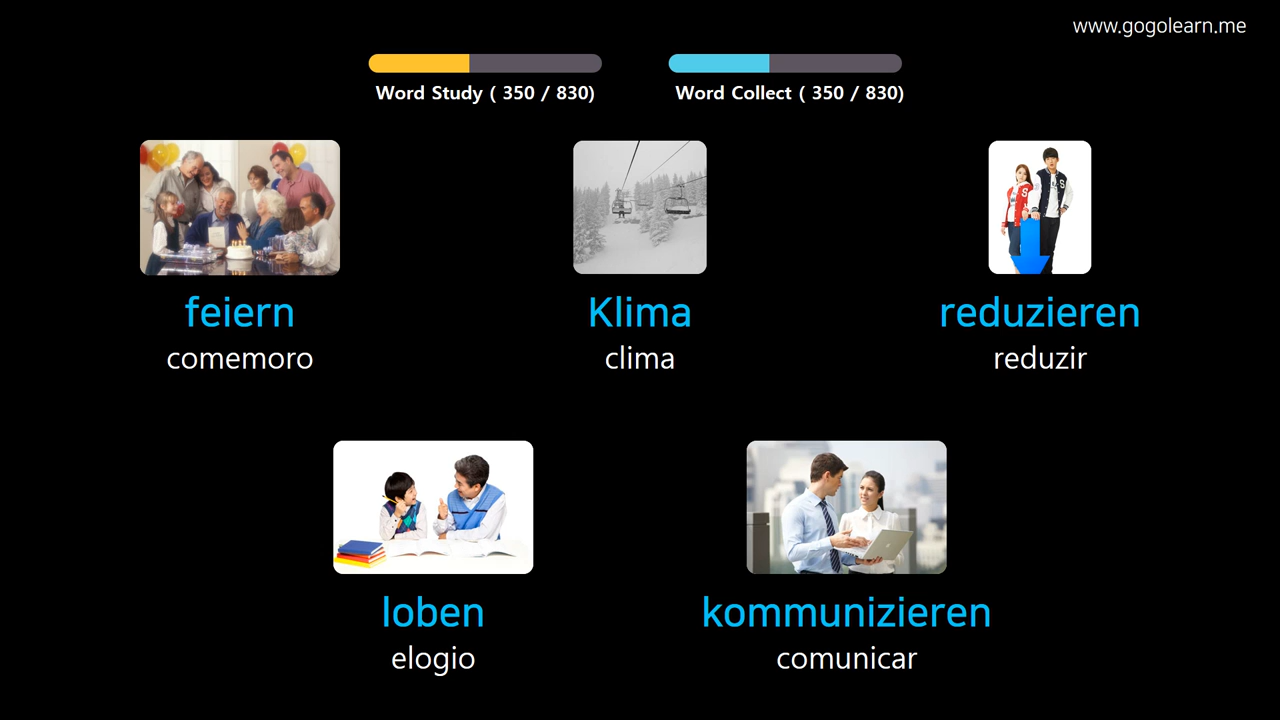 www.gogolearn.me
Word Study ( 350 / 830)
Word Collect ( 350 / 830)
feiern
comemoro
Klima
clima
reduzieren
reduzir
loben
elogio
kommunizieren
comunicar